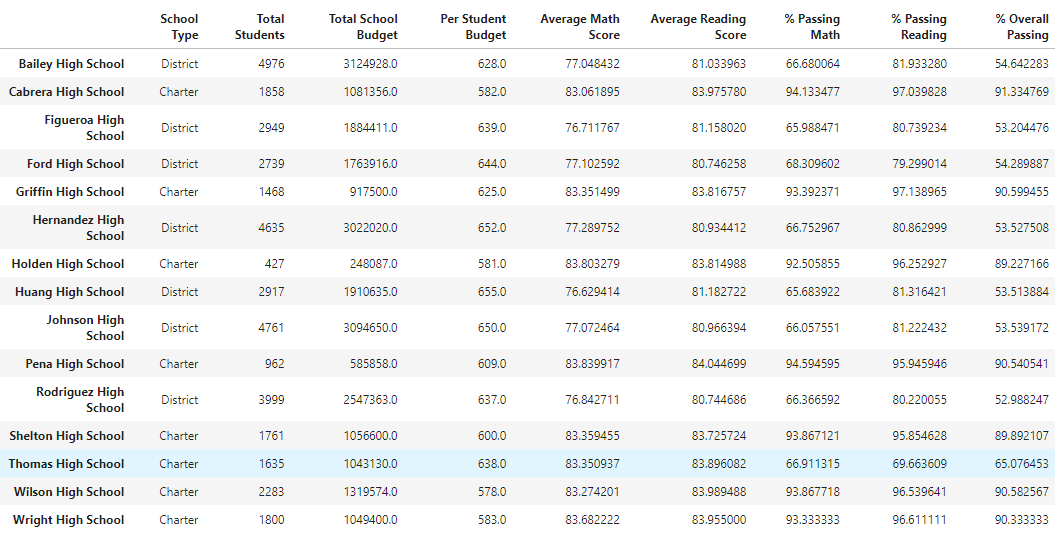 School Type Total Students Total School Budget Per Student Budget Average Math Score Average Reading Score % Passing Math % Passing Reading % Overall Passing
Bailey High School District 4976 3124928.0 628.0 77.048432 81.033963 66.680064 81.933280 54.642283
Cabrera High School Charter 1858 1081356.0 582.0 83.061895 83.975780 94.133477 97.039828 91.334769
Figueroa High School District 2949 1884411.0 639.0 76.711767 81.158020 65.988471 80.739234 53.204476
Ford High School District 2739 1763916.0 644.0 77.102592 80.746258 68.309602 79.299014 54.289887
Griffin High School Charter 1468 917500.0 625.0 83.351499 83.816757 93.392371 97.138965 90.599455
Hernandez High School District 4635 3022020.0 652.0 77.289752 80.934412 66.752967 80.862999 53.527508
Holden High School Charter 427 248087.0 581.0 83.803279 83.814988 92.505855 96.252927 89.227166
Huang High School District 2917 1910635.0 655.0 76.629414 81.182722 65.683922 81.316421 53.513884
Johnson High School District 4761 3094650.0 650.0 77.072464 80.966394 66.057551 81.222432 53.539172
Pena High School Charter 962 585858.0 609.0 83.839917 84.044699 94.594595 95.945946 90.540541
Rodriguez High School District 3999 2547363.0 637.0 76.842711 80.744686 66.366592 80.220055 52.988247
Shelton High School Charter 1761 1056600.0 600.0 83.359455 83.725724 93.867121 95.854628 89.892107
Thomas High School Charter 1635 1043130.0 638.0 83.350937 83.896082 66.911315 69.663609 65.076453
Wilson High School Charter 2283 1319574.0 578.0 83.274201 83.989488 93.867718 96.539641 90.582567
Wright High School Charter 1800 1049400.0 583.0 83.682222 83.955000 93.333333 96.611111 90.333333